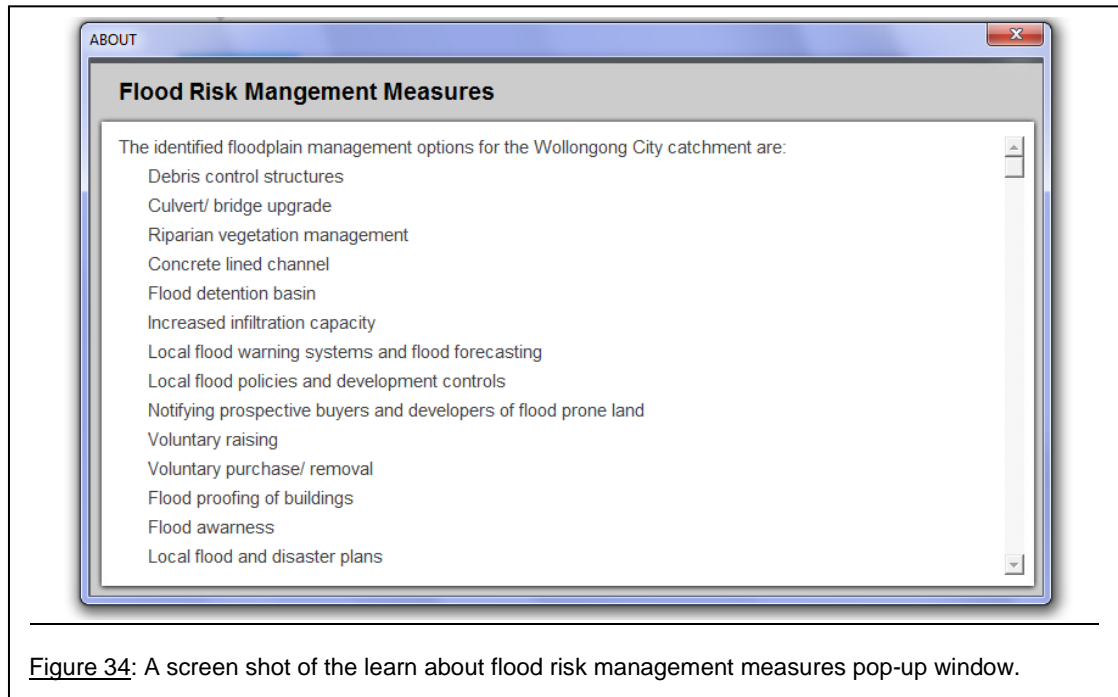 ABOUT
Flood Risk Mangement Measures
The identified floodplain management options for the Wollongong City catchment are:
Debris control structures
Culvert/ bridge upgrade
Riparian vegetation management
Concrete lined channel
Flood detention basin
Increased infiltration capacity
Local flood warning systems and flood forecasting
Local flood policies and development controls
Notifying prospective buyers and developers of flood prone land
Voluntary raising
Voluntary purchase/ removal
Flood proofing of buildings
Flood awarness
Local flood and disaster plans
Figure 34: A screen shot of the learn about flood risk management measures pop-up window.